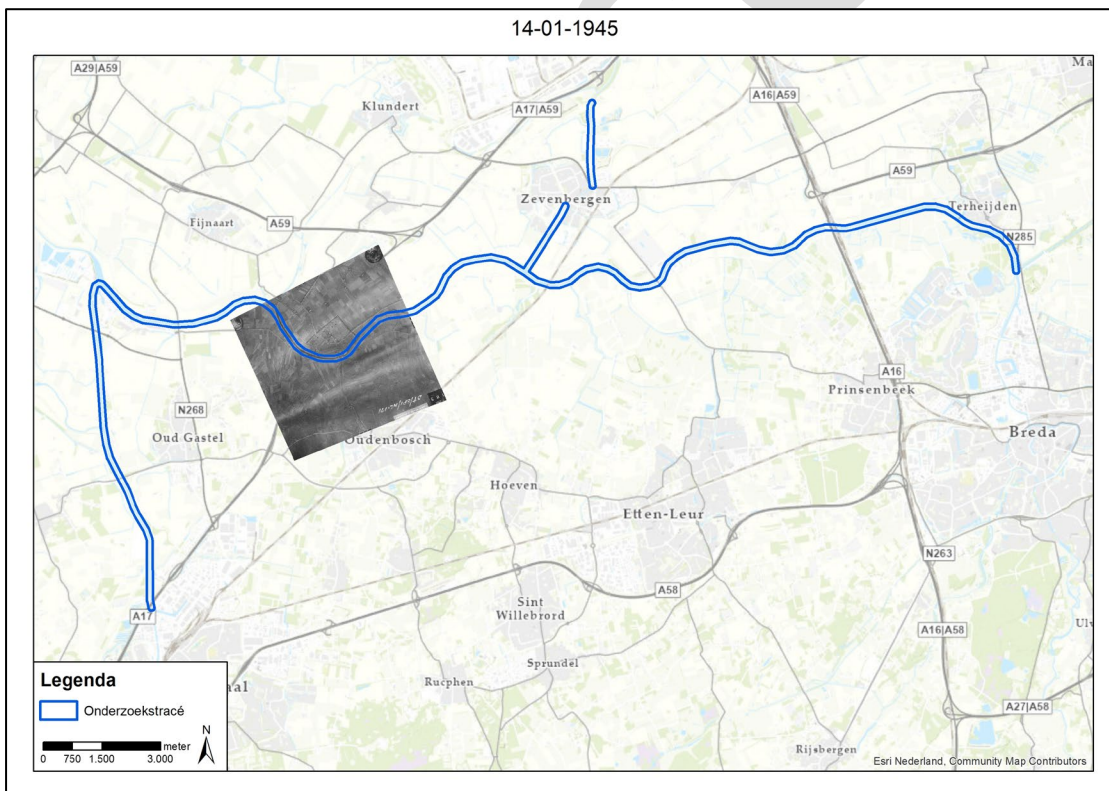 14-01-1945
A29|A59
Klundert
A17|A59
A16|A59
Ma
Zevenbergen
A59
Terheijden
Fijnaart
A59
N285
A16
Prinsenbeek
N268
Oud Gastel
Oudenbosch
Breda
Hoeven
Etten-Leur
N263
A58
A17
Sint
Willebrord
A16|A58
Ulv
Sprundel
Rucphen
aal
A27|A58
Rijsbergen
Legenda
Onderzoekstracé
N
meter
0 750 1.500 3.000
Esri Nederland, Community Map Contributors